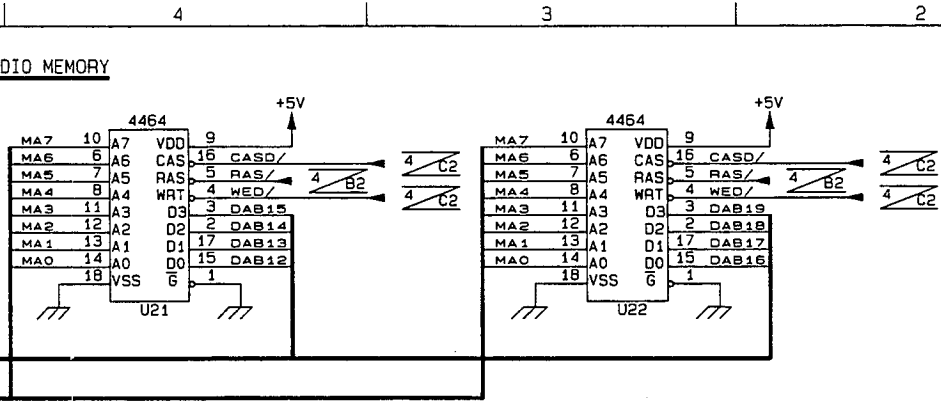 4 3 2
DIO MEMORY
+5V +5V
4464 4464
MA7 10 A7 VDD 9 MA7 10 A7 VDD 9
MA6 6 A6 CAS 16 CASD/ 4 C2 MA6 6 A6 CAS 16 CASD/ 4 C2
MA5 7 A5 RAS 5 RAS/ 4 B2 MA5 7 A5 RAS 5 RAS/ 4 B2
MA4 8 A4 WRT 4 WED/ 4 C2 MA4 8 A4 WRT 4 WED/ 4 C2
MA3 11 A3 D3 3 DAB15 MA3 11 A3 D3 3 DAB19
MA2 12 A2 D2 2 DAB14 MA2 12 A2 D2 2 DAB18
MA1 13 A1 D1 17 DAB13 MA1 13 A1 D1 17 DAB17
MA0 14 A0 D0 15 DAB12 MA0 14 A0 D0 15 DAB16
18 VSS G 1 18 VSS G 1
U21 U22